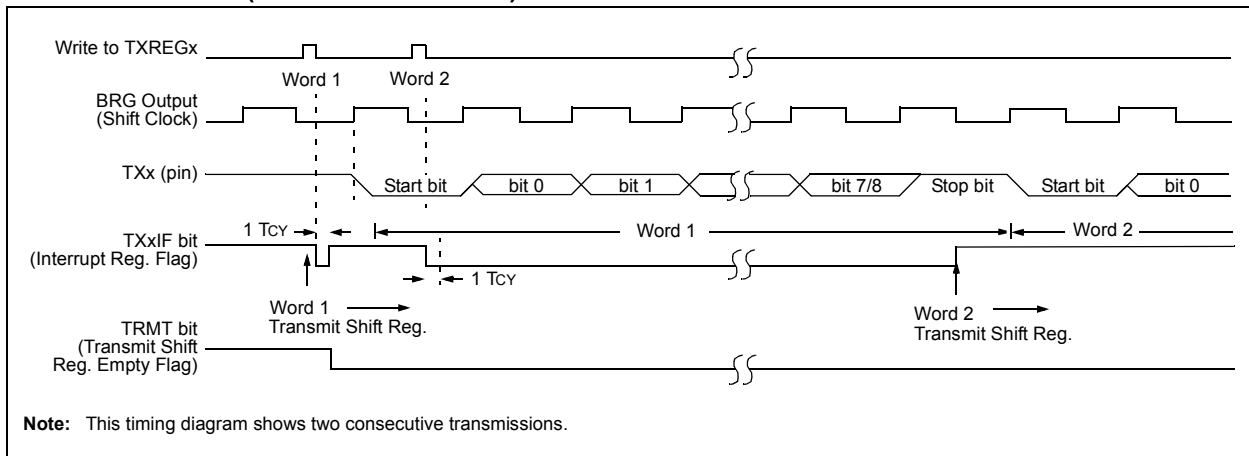 Write to TXREGx
Word 1
Word 2
BRG Output
(Shift Clock)
TXx (pin)
Start bit
bit 0
bit 1
bit 7/8
Stop bit
Start bit
bit 0
1 TCY
Word 1
Word 2
TXxIF bit
(Interrupt Reg. Flag)
1 TCY
Word 1
Transmit Shift Reg.
Word 2
Transmit Shift Reg.
TRMT bit
(Transmit Shift
Reg. Empty Flag)
Note: This timing diagram shows two consecutive transmissions.